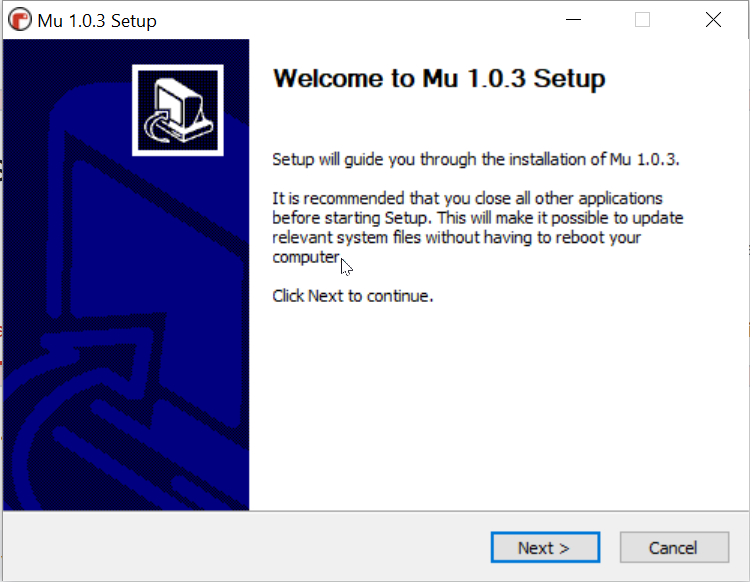 Mu 1.0.3 Setup
Welcome to Mu 1.0.3 Setup
Setup will guide you through the installation of Mu 1.0.3.
It is recommended that you close all other applications
before starting Setup. This will make it possible to update
relevant system files without having to reboot your
computer.
Click Next to continue.
Next >
Cancel